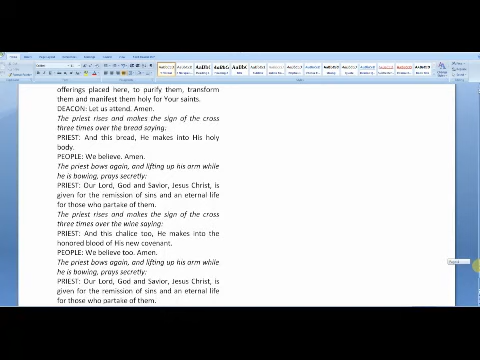 offerings placed here, to purify them, transform
them and manifest them holy for Your saints.
DEACON: Let us attend. Amen.
The priest rises and makes the sign of the cross
three times over the bread saying.
PRIEST: And this bread, He makes into His holy
body.
PEOPLE: We believe. Amen.
The priest bows again, and lifting up his arm while
he is bowing, prays secretly:
PRIEST: Our Lord, God and Savior, Jesus Christ, is
given for the remission of sins and an eternal life
for those who partake of them.
The priest rises and makes the sign of the cross
three times over the wine saying:
PRIEST: And this chalice too, He makes into the
honored blood of His new covenant.
PEOPLE: We believe too. Amen.
The priest bows again, and lifting up his arm while
he is bowing, prays secretly:
PRIEST: Our Lord, God and Savior, Jesus Christ, is
given for the remission of sins and an eternal life
for those who partake of them.